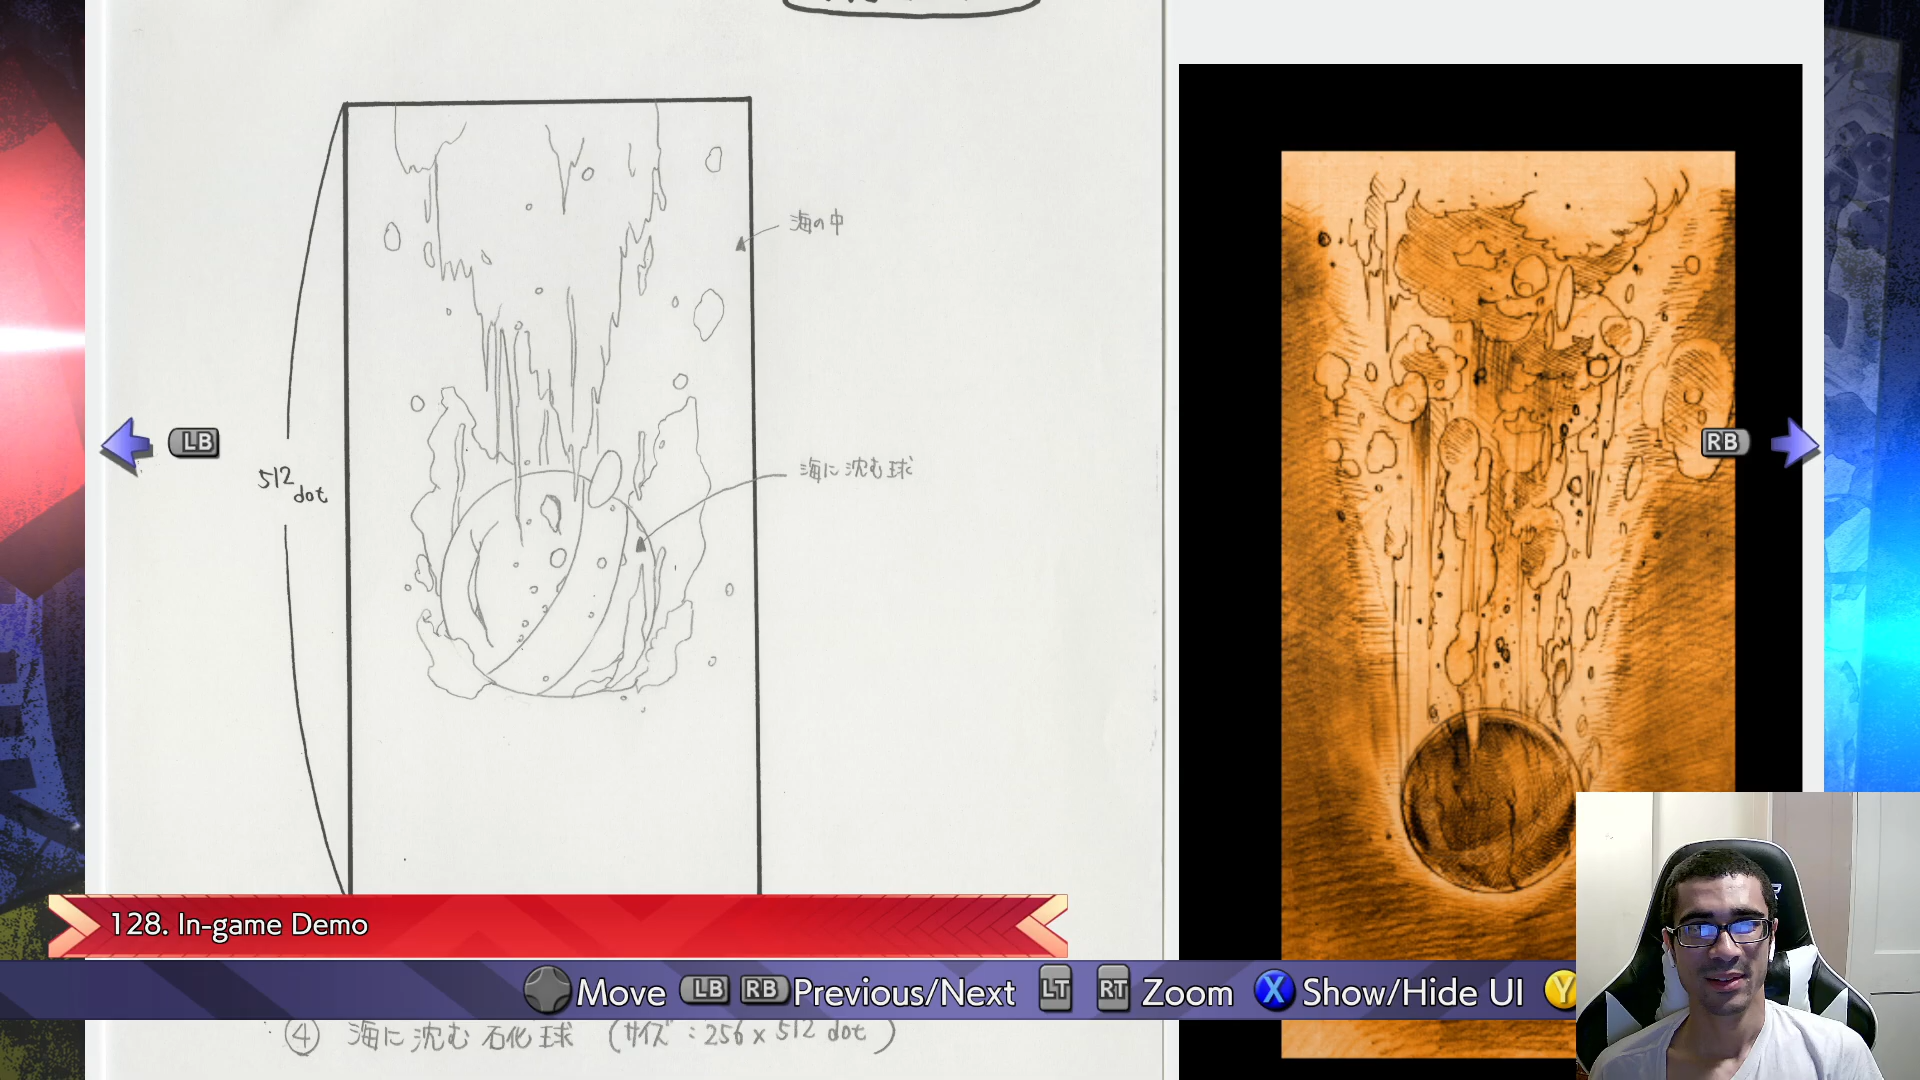 海の中
LB
RB
海に沈む球
512 dot
128. In-game Demo
Move LB RB Previous/Next LT RT Zoom X Show/Hide UI Y
④ 海に沈む石化球 (サイズ:256×512 dot)